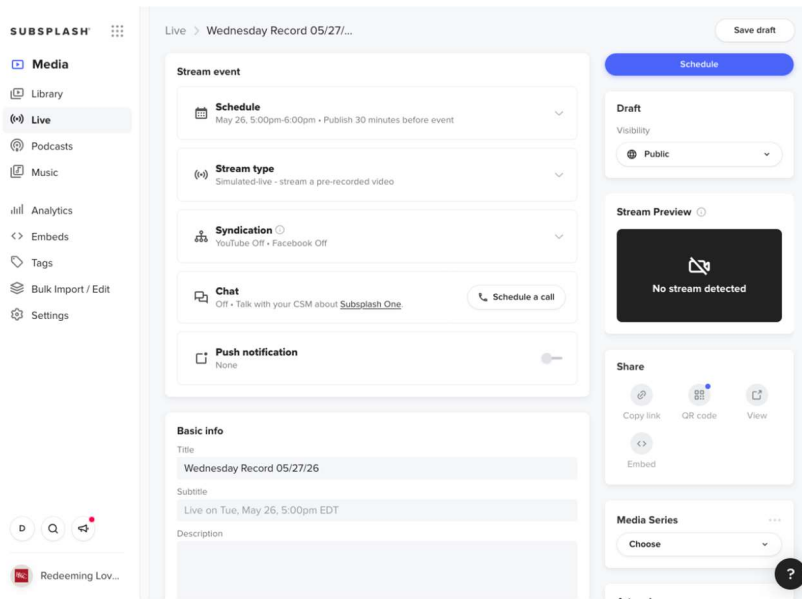 SUBSPLASH
Media
Library
Live
Podcasts
Music
Analytics
Embeds
Tags
Bulk Import / Edit
Settings
D
Redeeming Lov...
Live > Wednesday Record 05/27/...
Save draft
Stream event
Schedule
May 26, 5:00pm-6:00pm • Publish 30 minutes before event
Stream type
Simulated-live - stream a pre-recorded video
Syndication
YouTube Off • Facebook Off
Chat
Off • Talk with your CSM about Subsplash One.
Schedule a call
Push notification
None
Basic info
Title
Wednesday Record 05/27/26
Subtitle
Live on Tue, May 26, 5:00pm EDT
Description
Schedule
Draft
Visibility
Public
Stream Preview
No stream detected
Share
Copy link
QR code
View
Embed
Media Series
Choose
?